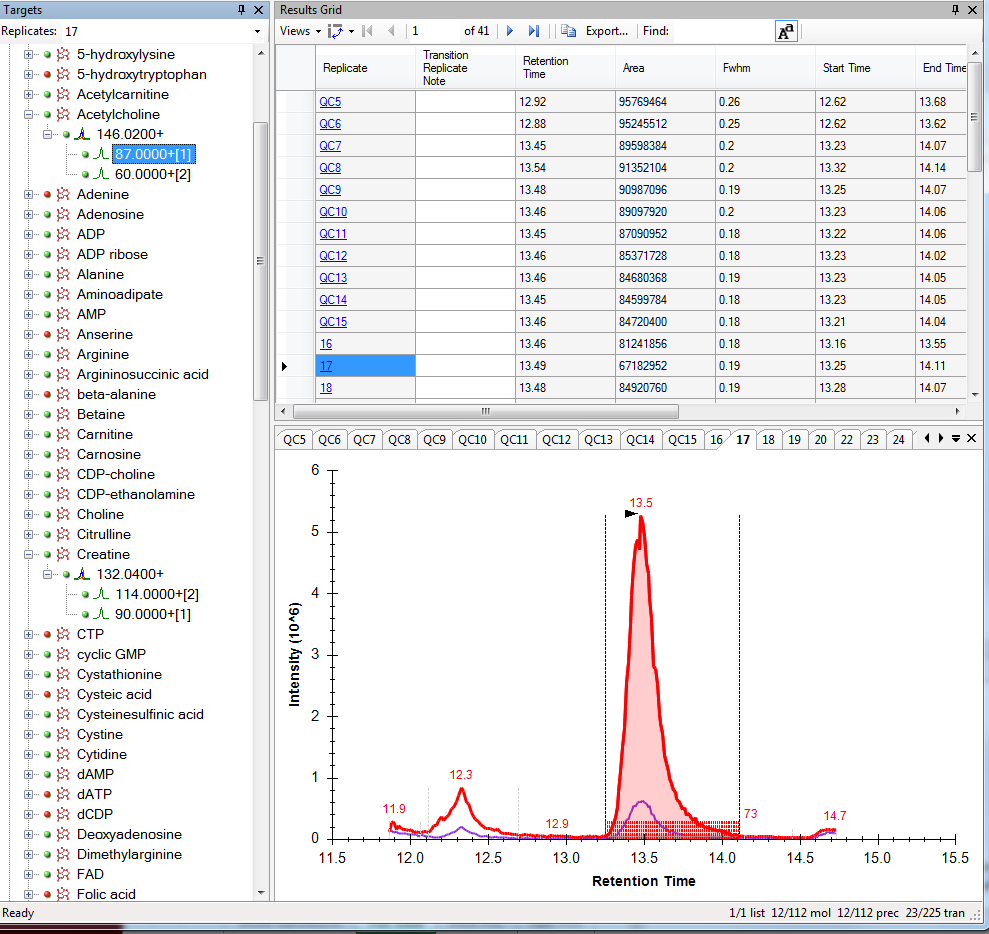 Targets
Replicates: 17
5-hydroxylysine
5-hydroxytryptophan
Acetylcarnitine
Acetylcholine
146.0200+
87.0000+[1]
60.0000+[2]
Adenine
Adenosine
ADP
ADP ribose
Alanine
Aminoadipate
AMP
Anserine
Arginine
Argininosuccinic acid
beta-alanine
Betaine
Carnitine
Carnosine
CDP-choline
CDP-ethanolamine
Choline
Citrulline
Creatine
132.0400+
114.0000+[2]
90.0000+[1]
CTP
cyclic GMP
Cystathionine
Cysteic acid
Cysteinesulfinic acid
Cystine
Cytidine
dAMP
dATP
dCDP
Deoxyadenosine
Dimethylarginine
FAD
Folic acid
Results Grid
Views 1 of 41 Export... Find: Aa
Replicate Transition Replicate Note Retention Time Area Fwhm Start Time End Time
QC5 12.92 95769464 0.26 12.62 13.68
QC6 12.88 95245512 0.25 12.62 13.62
QC7 13.45 89598384 0.2 13.23 14.07
QC8 13.54 91352104 0.2 13.32 14.14
QC9 13.48 90987096 0.19 13.25 14.07
QC10 13.46 89097920 0.2 13.23 14.06
QC11 13.45 87090952 0.18 13.22 14.06
QC12 13.46 85371728 0.18 13.23 14.02
QC13 13.46 84680368 0.19 13.23 14.05
QC14 13.45 84599784 0.18 13.23 14.05
QC15 13.46 84720400 0.18 13.21 14.04
16 13.46 81241856 0.18 13.16 13.55
17 13.49 67182952 0.19 13.25 14.11
18 13.48 84920760 0.19 13.28 14.07
QC5 QC6 QC7 QC8 QC9 QC10 QC11 QC12 QC13 QC14 QC15 16 17 18 19 20 22 23 24
6
5
4
3
2
1
0
Intensity (10^6)
13.5
12.3
11.9
12.9
73
14.7
11.5 12.0 12.5 13.0 13.5 14.0 14.5 15.0 15.5
Retention Time
Ready
1/1 list 12/112 mol 12/112 prec 23/225 tran